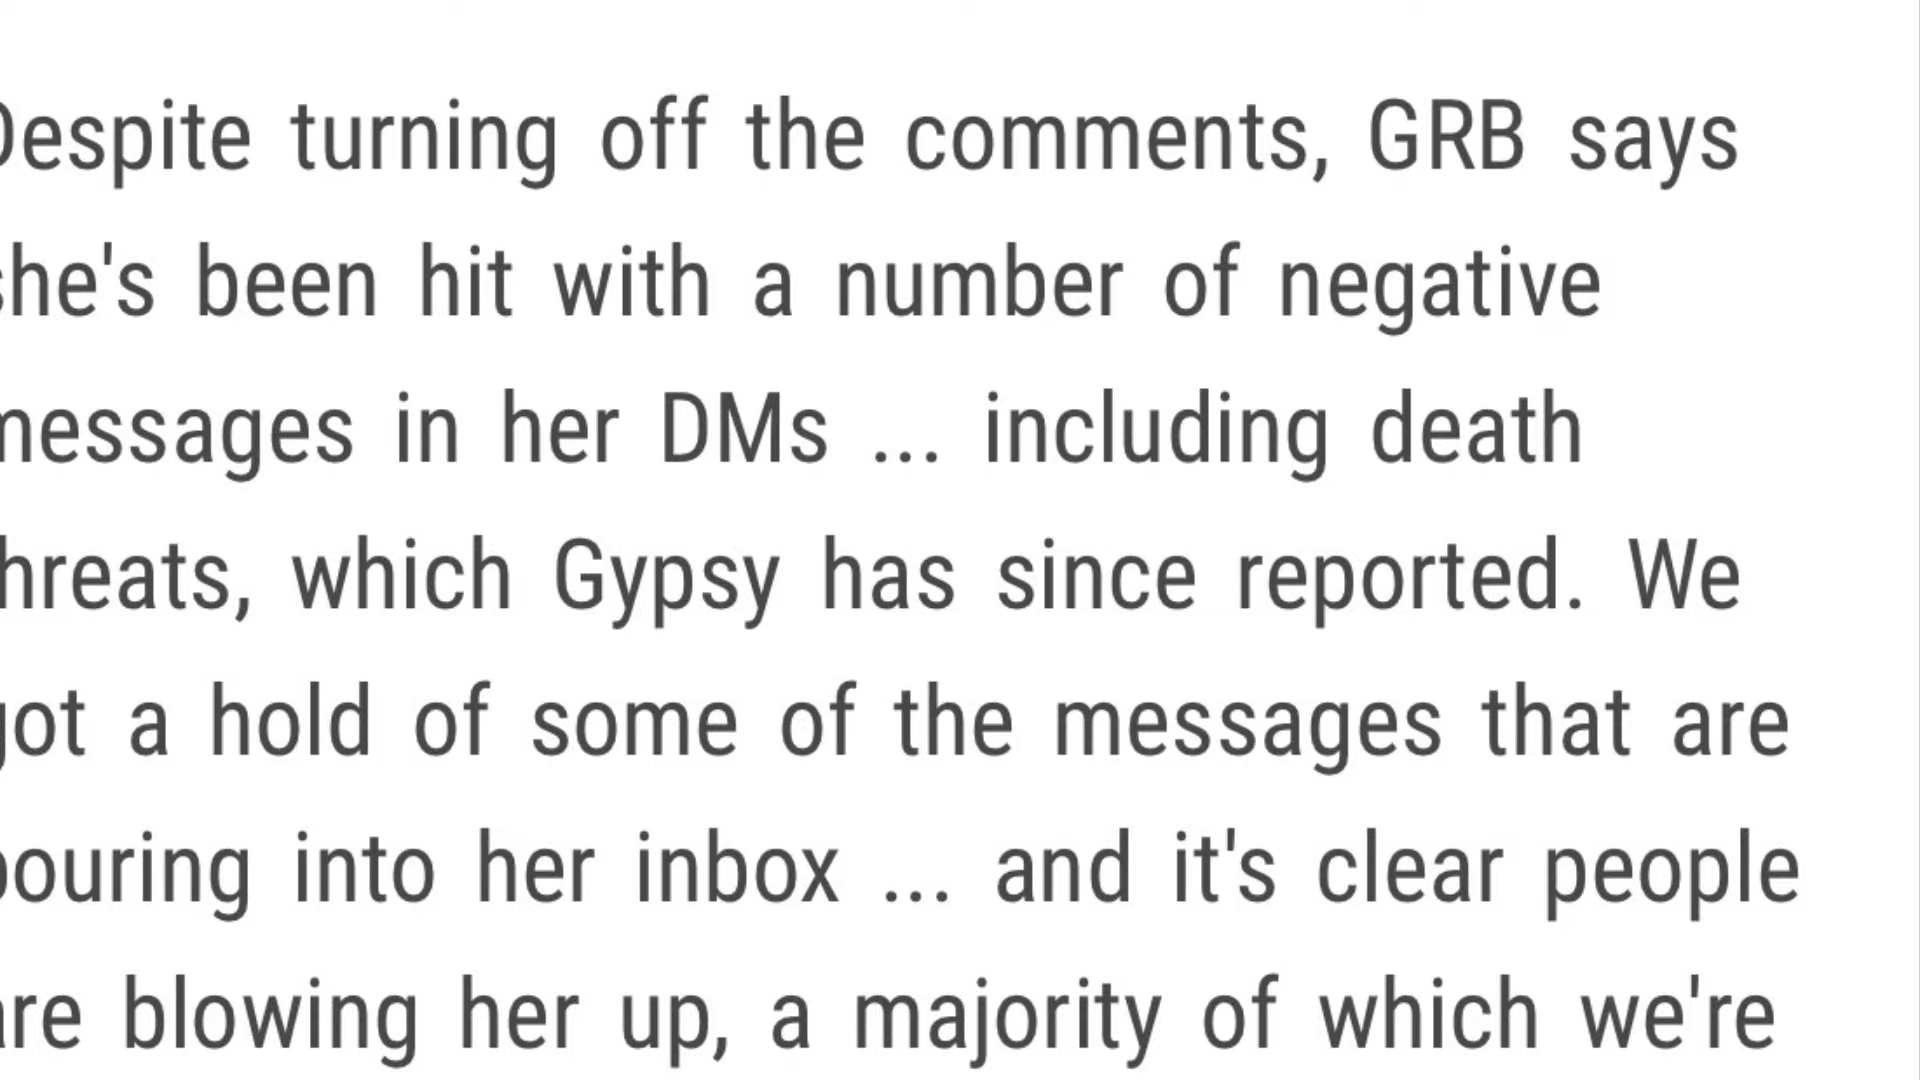 Despite turning off the comments, GRB says
she's been hit with a number of negative
messages in her DMs ... including death
threats, which Gypsy has since reported. We
got a hold of some of the messages that are
pouring into her inbox ... and it's clear people
are blowing her up, a majority of which we're